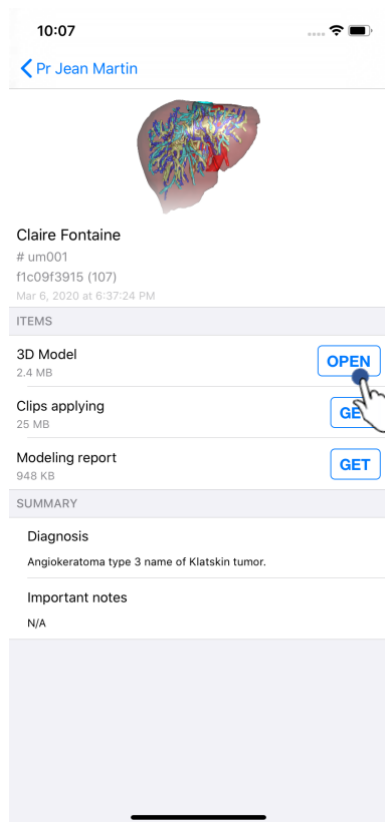 10:07
Pr Jean Martin
Claire Fontaine
# um001
f1c09f3915 (107)
Mar 6, 2020 at 6:37:24 PM
ITEMS
3D Model
OPEN
2.4 MB
Clips applying
25 MB
Modeling report
GET
948 KB
SUMMARY
Diagnosis
Angiokeratoma type 3 name of Klatskin tumor.
Important notes
N/A